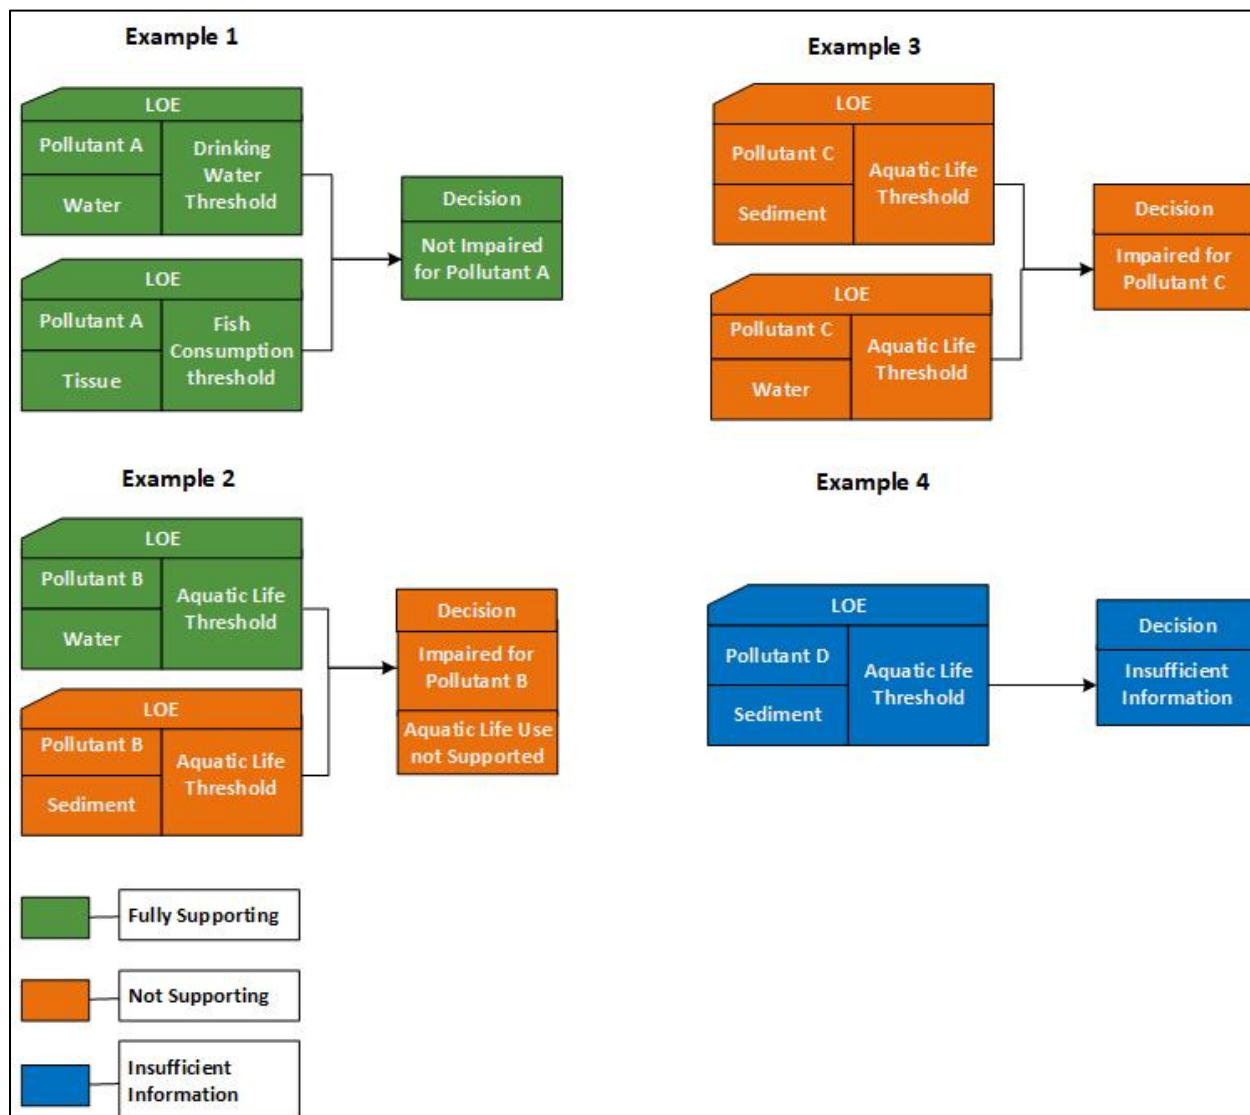 Example 1
LOE
Pollutant A
Water
Drinking
Water
Threshold
LOE
Pollutant A
Tissue
Fish
Consumption
threshold
Decision
Not Impaired
for Pollutant A
Example 2
LOE
Pollutant B
Water
Aquatic Life
Threshold
LOE
Pollutant B
Sediment
Aquatic Life
Threshold
Decision
Impaired for
Pollutant B
Aquatic Life Use
not Supported
Example 3
LOE
Pollutant C
Sediment
Aquatic Life
Threshold
LOE
Pollutant C
Water
Aquatic Life
Threshold
Decision
Impaired for
Pollutant C
Example 4
LOE
Pollutant D
Sediment
Aquatic Life
Threshold
Decision
Insufficient
Information
Fully Supporting
Not Supporting
Insufficient
Information